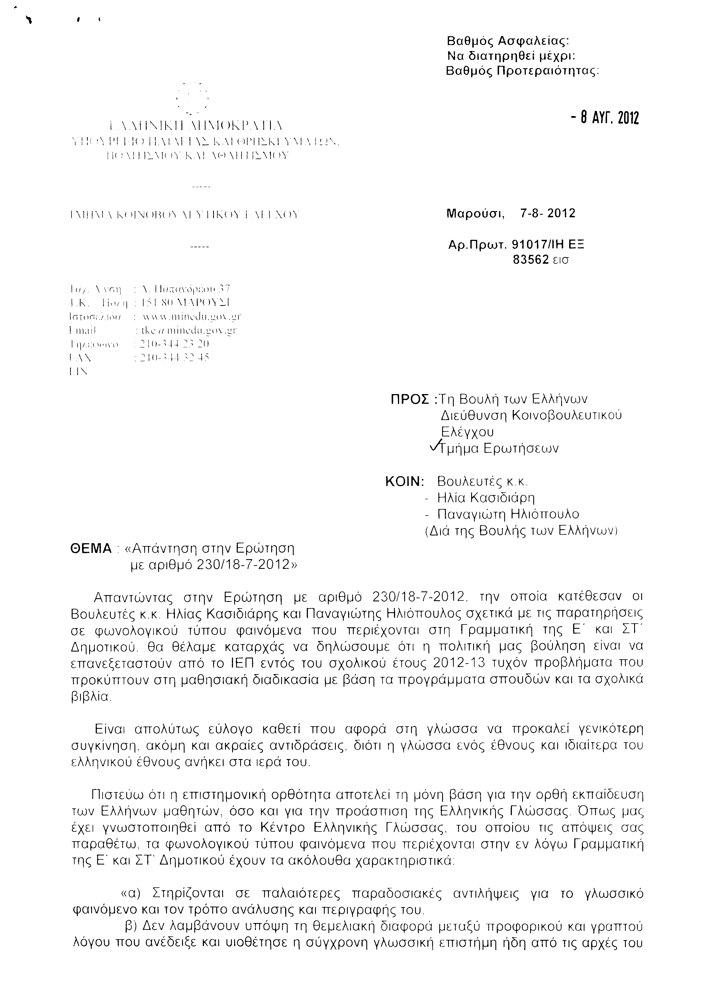 Βαθμός Ασφαλείας:
Να διατηρηθεί μέχρι:
Βαθμός Προτεραιότητας:
- 8 ΑΥΓ. 2012
ΕΛΛΗΝΙΚΗ ΔΗΜΟΚΡΑΤΙΑ
ΥΠΟΥΡΓΕΙΟ ΠΑΙΔΕΙΑΣ ΚΑΙ ΘΡΗΣΚΕΥΜΑΤΩΝ,
ΠΟΛΙΤΙΣΜΟΥ ΚΑΙ ΑΘΛΗΤΙΣΜΟΥ
-----
ΤΜΗΜΑ ΚΟΙΝΟΒΟΥΛΕΥΤΙΚΟΥ ΕΛΕΓΧΟΥ
Μαρούσι, 7-8- 2012
-----
Αρ.Πρωτ. 91017/ΙΗ ΕΞ
83562 εισ
Ταχ. Δ/νση : Α. Παπανδρέου 37
Τ.Κ. Πόλη : 151 80 ΜΑΡΟΥΣΙ
Ιστοσελίδα : www.minedu.gov.gr
Email : tke@minedu.gov.gr
Τηλέφωνο : 210-344 23 20
FAX : 210-344 32 45
ΠΡΟΣ :Τη Βουλή των Ελλήνων
Διεύθυνση Κοινοβουλευτικού
Ελέγχου
Τμήμα Ερωτήσεων
ΚΟΙΝ: Βουλευτές κ.κ.
- Ηλία Κασιδιάρη
- Παναγιώτη Ηλιόπουλο
(Διά της Βουλής των Ελλήνων)
ΘΕΜΑ : «Απάντηση στην Ερώτηση
με αριθμό 230/18-7-2012»
Απαντώντας στην Ερώτηση με αριθμό 230/18-7-2012, την οποία κατέθεσαν οι
Βουλευτές κ.κ. Ηλίας Κασιδιάρης και Παναγιώτης Ηλιόπουλος σχετικά με τις παρατηρήσεις
σε φωνολογικού τύπου φαινόμενα που περιέχονται στη Γραμματική της Ε΄ και ΣΤ΄
Δημοτικού, θα θέλαμε καταρχάς να δηλώσουμε ότι η πολιτική μας βούληση είναι να
επανεξεταστούν από το ΙΕΠ εντός του σχολικού έτους 2012-13 τυχόν προβλήματα που
προκύπτουν στη μαθησιακή διαδικασία με βάση τα προγράμματα σπουδών και τα σχολικά
βιβλία.
Είναι απολύτως εύλογο καθετί που αφορά στη γλώσσα να προκαλεί γενικότερη
συγκίνηση, ακόμη και ακραίες αντιδράσεις, διότι η γλώσσα ενός έθνους και ιδιαίτερα του
ελληνικού έθνους ανήκει στα ιερά του.
Πιστεύω ότι η επιστημονική ορθότητα αποτελεί τη μόνη βάση για την ορθή εκπαίδευση
των Ελλήνων μαθητών, όσο και για την προάσπιση της Ελληνικής Γλώσσας. Όπως μας
έχει γνωστοποιηθεί από το Κέντρο Ελληνικής Γλώσσας, του οποίου τις απόψεις σας
παραθέτω, τα φωνολογικού τύπου φαινόμενα που περιέχονται στην εν λόγω Γραμματική
της Ε΄ και ΣΤ΄ Δημοτικού έχουν τα ακόλουθα χαρακτηριστικά:
«α) Στηρίζονται σε παλαιότερες παραδοσιακές αντιλήψεις για το γλωσσικό
φαινόμενο και τον τρόπο ανάλυσης και περιγραφής του.
β) Δεν λαμβάνουν υπόψη τη θεμελιακή διαφορά μεταξύ προφορικού και γραπτού
λόγου που ανέδειξε και υιοθέτησε η σύγχρονη γλωσσική επιστήμη ήδη από τις αρχές του